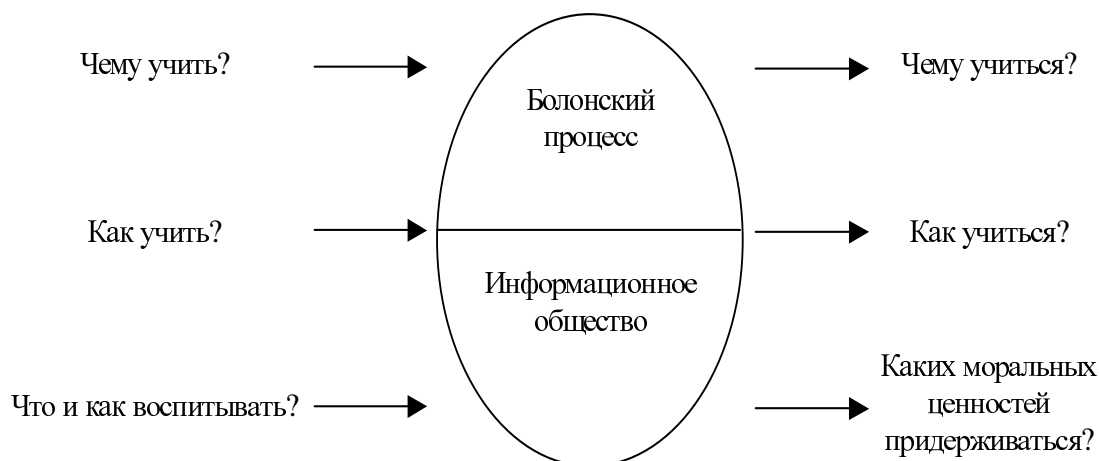 Чему учить?
Болонский
процесс
Чему учиться?
Как учить?
Как учиться?
Информационное
общество
Что и как воспитывать?
Каких моральных
ценностей
придерживаться?